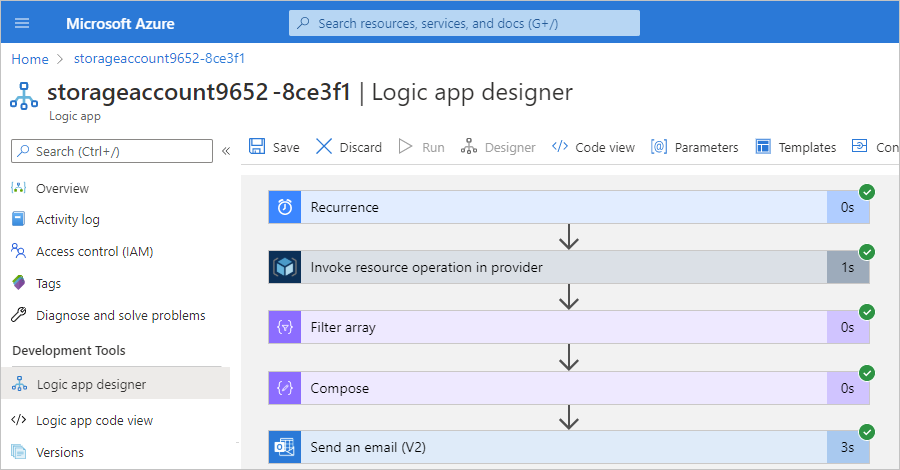 Microsoft Azure
Search resources, services, and docs (G+/)
Home > storageaccount9652-8ce3f1
storageaccount9652 -8ce3f1 | Logic app designer
Logic app
Search (Ctrl+/)
«
Save
Discard
Run
Designer
</> Code view
[@] Parameters
Templates
Con
Overview
Activity log
Access control (IAM)
Tags
Diagnose and solve problems
Development Tools
Logic app designer
</> Logic app code view
Versions
Recurrence 0s
Invoke resource operation in provider 1s
Filter array 0s
Compose 0s
Send an email (V2) 3s